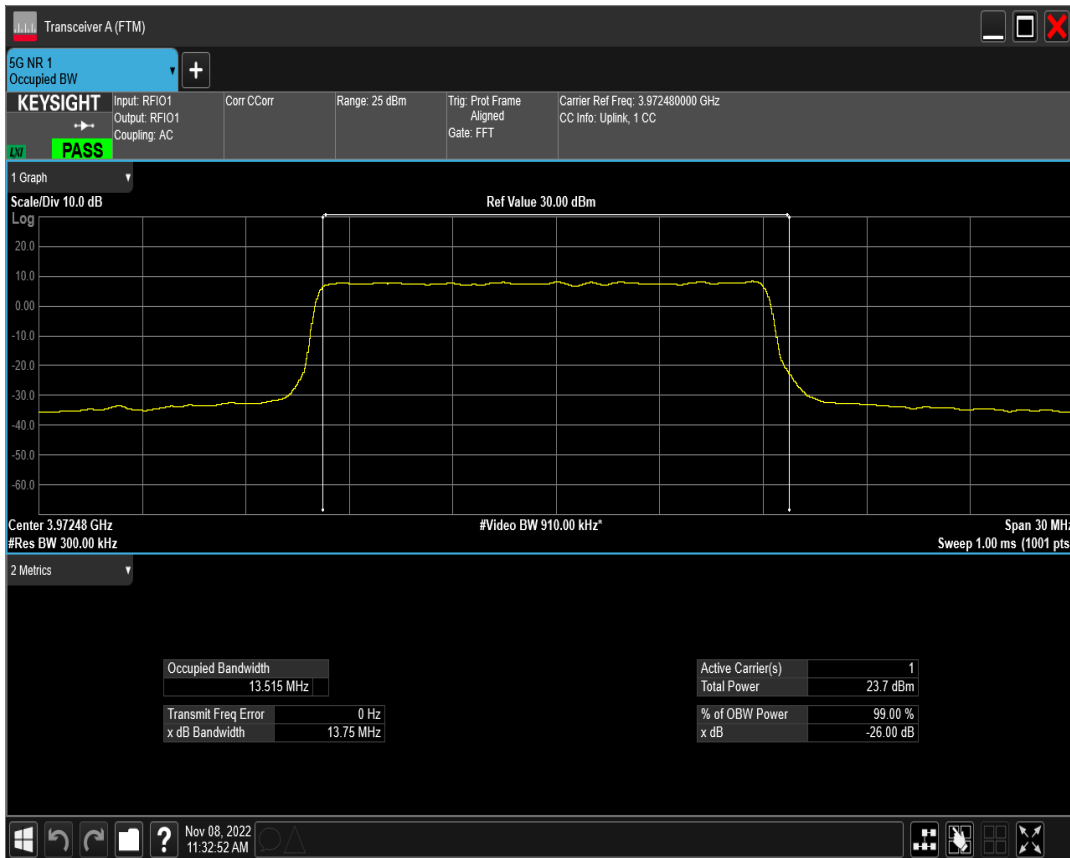 Transceiver A (FTM)
5G NR 1
Occupied BW
+
KEYSIGHT
LXI
PASS
Input: RFIO1
Output: RFIO1
Coupling: AC
Corr CCorr
Range: 25 dBm
Trig: Prot Frame
Aligned
Gate: FFT
Carrier Ref Freq: 3.972480000 GHz
CC Info: Uplink, 1 CC
1 Graph
Scale/Div 10.0 dB
Ref Value 30.00 dBm
Log
20.0
10.0
0.00
-10.0
-20.0
-30.0
-40.0
-50.0
-60.0
Center 3.97248 GHz
#Video BW 910.00 kHz*
Span 30 MHz
#Res BW 300.00 kHz
Sweep 1.00 ms (1001 pts
2 Metrics
Occupied Bandwidth
13.515 MHz
Transmit Freq Error 0 Hz
x dB Bandwidth 13.75 MHz
Active Carrier(s) 1
Total Power 23.7 dBm
% of OBW Power 99.00 %
x dB -26.00 dB
?
Nov 08, 2022
11:32:52 AM